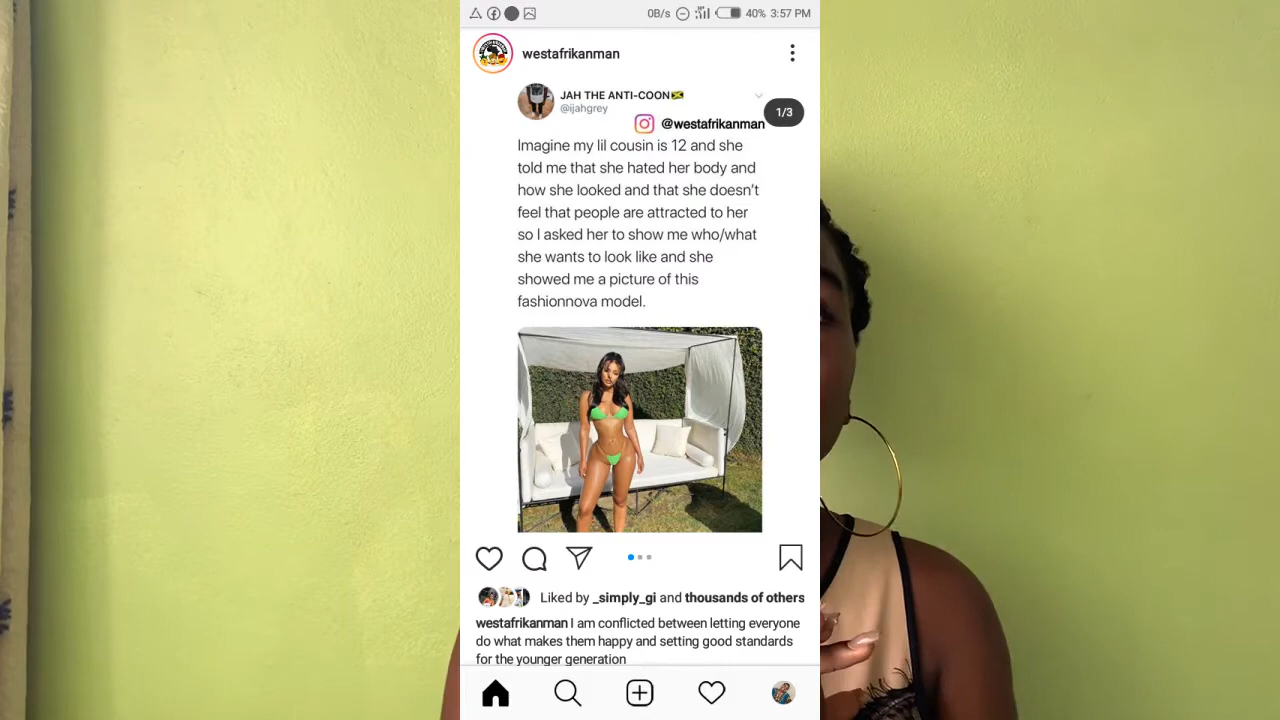 0B/s 40% 3:57 PM
westafrikanman
JAH THE ANTI-COON🇯🇲
@ijahgrey
1/3
@westafrikanman
Imagine my lil cousin is 12 and she
told me that she hated her body and
how she looked and that she doesn’t
feel that people are attracted to her
so I asked her to show me who/what
she wants to look like and she
showed me a picture of this
fashionnova model.
Liked by _simply_gi and thousands of others
westafrikanman I am conflicted between letting everyone
do what makes them happy and setting good standards
for the younger generation